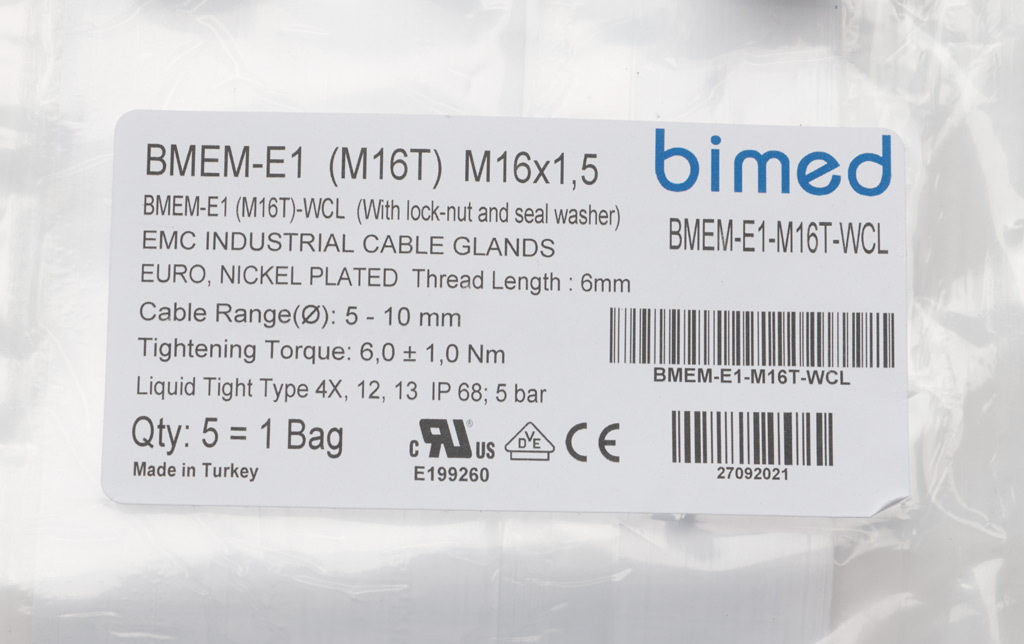 BMEM-E1 (M16T) M16x1,5
bimed
BMEM-E1 (M16T)-WCL (With lock-nut and seal washer)
BMEM-E1-M16T-WCL
EMC INDUSTRIAL CABLE GLANDS
EURO, NICKEL PLATED Thread Length : 6mm
Cable Range(Ø): 5 - 10 mm
Tightening Torque: 6,0 ± 1,0 Nm
BMEM-E1-M16T-WCL
Liquid Tight Type 4X, 12, 13 IP 68; 5 bar
Qty: 5 = 1 Bag
c RU ® US
DVE
CE
E199260
27092021
Made in Turkey